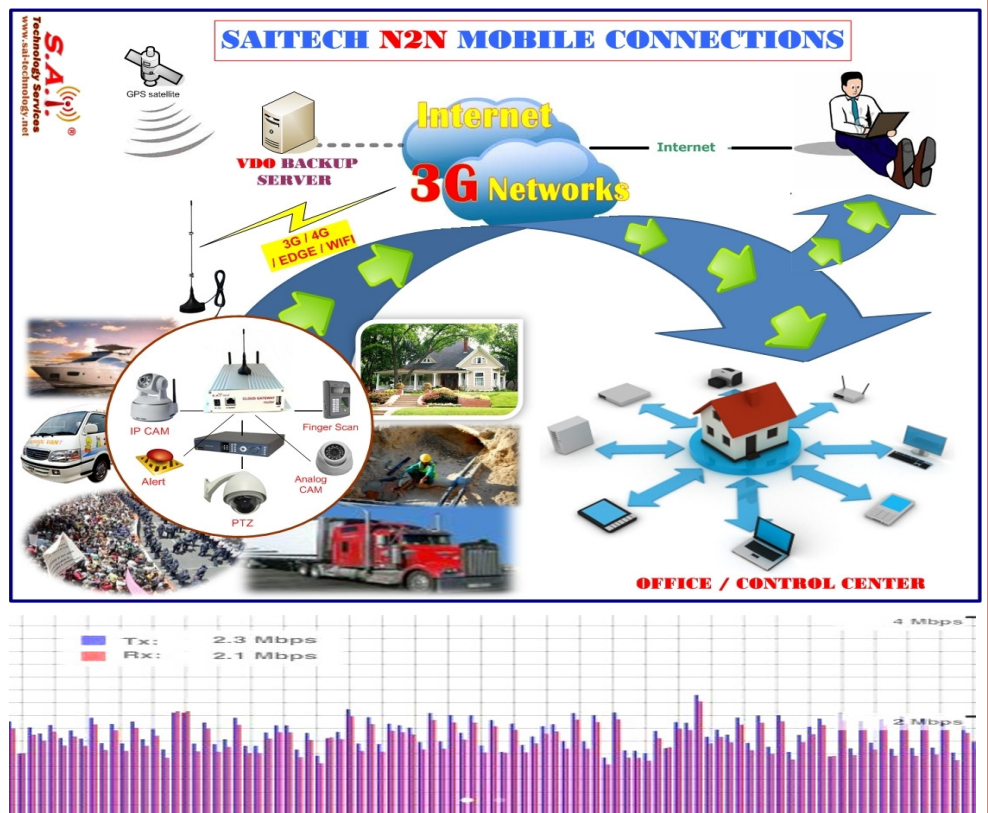 SAITECH N2N MOBILE CONNECTIONS
S.A.I.
®
Technology Services
www.sai-technology.net
GPS satellite
VDO BACKUP
SERVER
Internet
3G Networks
Internet
3G / 4G
/ EDGE / WIFI
CLOUD GATEWAY
IP CAM
Finger Scan
Alert
Analog
CAM
PTZ
OFFICE / CONTROL CENTER
4 Mbps
Tx: 2.3 Mbps
Rx: 2.1 Mbps
2 Mbps